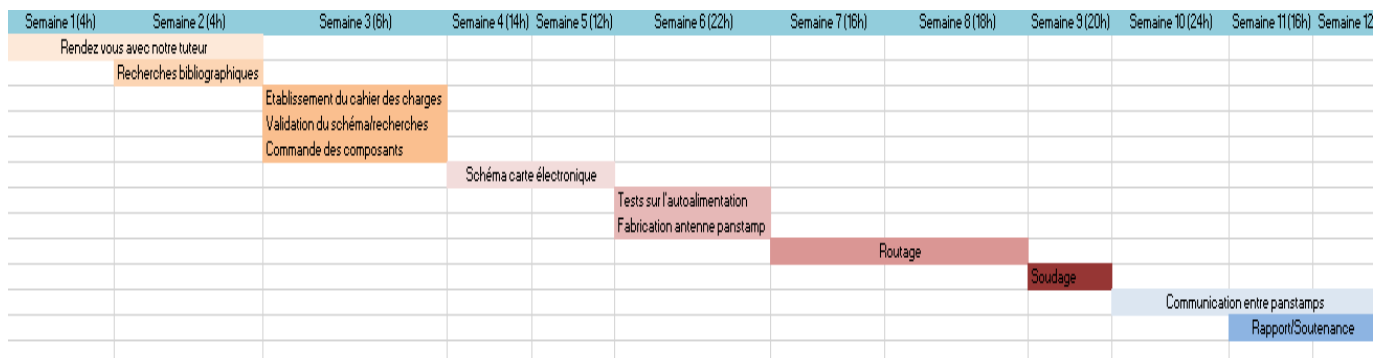 Semaine 1 (4h) Semaine 2 (4h) Semaine 3 (6h) Semaine 4 (14h) Semaine 5 (12h) Semaine 6 (22h) Semaine 7 (16h) Semaine 8 (18h) Semaine 9 (20h) Semaine 10 (24h) Semaine 11 (16h) Semaine 12
Rendez vous avec notre tuteur
Recherches bibliographiques
Etablissement du cahier des charges
Validation du schéma/recherches
Commande des composants
Schéma carte électronique
Tests sur l'autoalimentation
Fabrication antenne panstamp
Routage
Soudage
Communication entre panstamps
Rapport/Soutenance